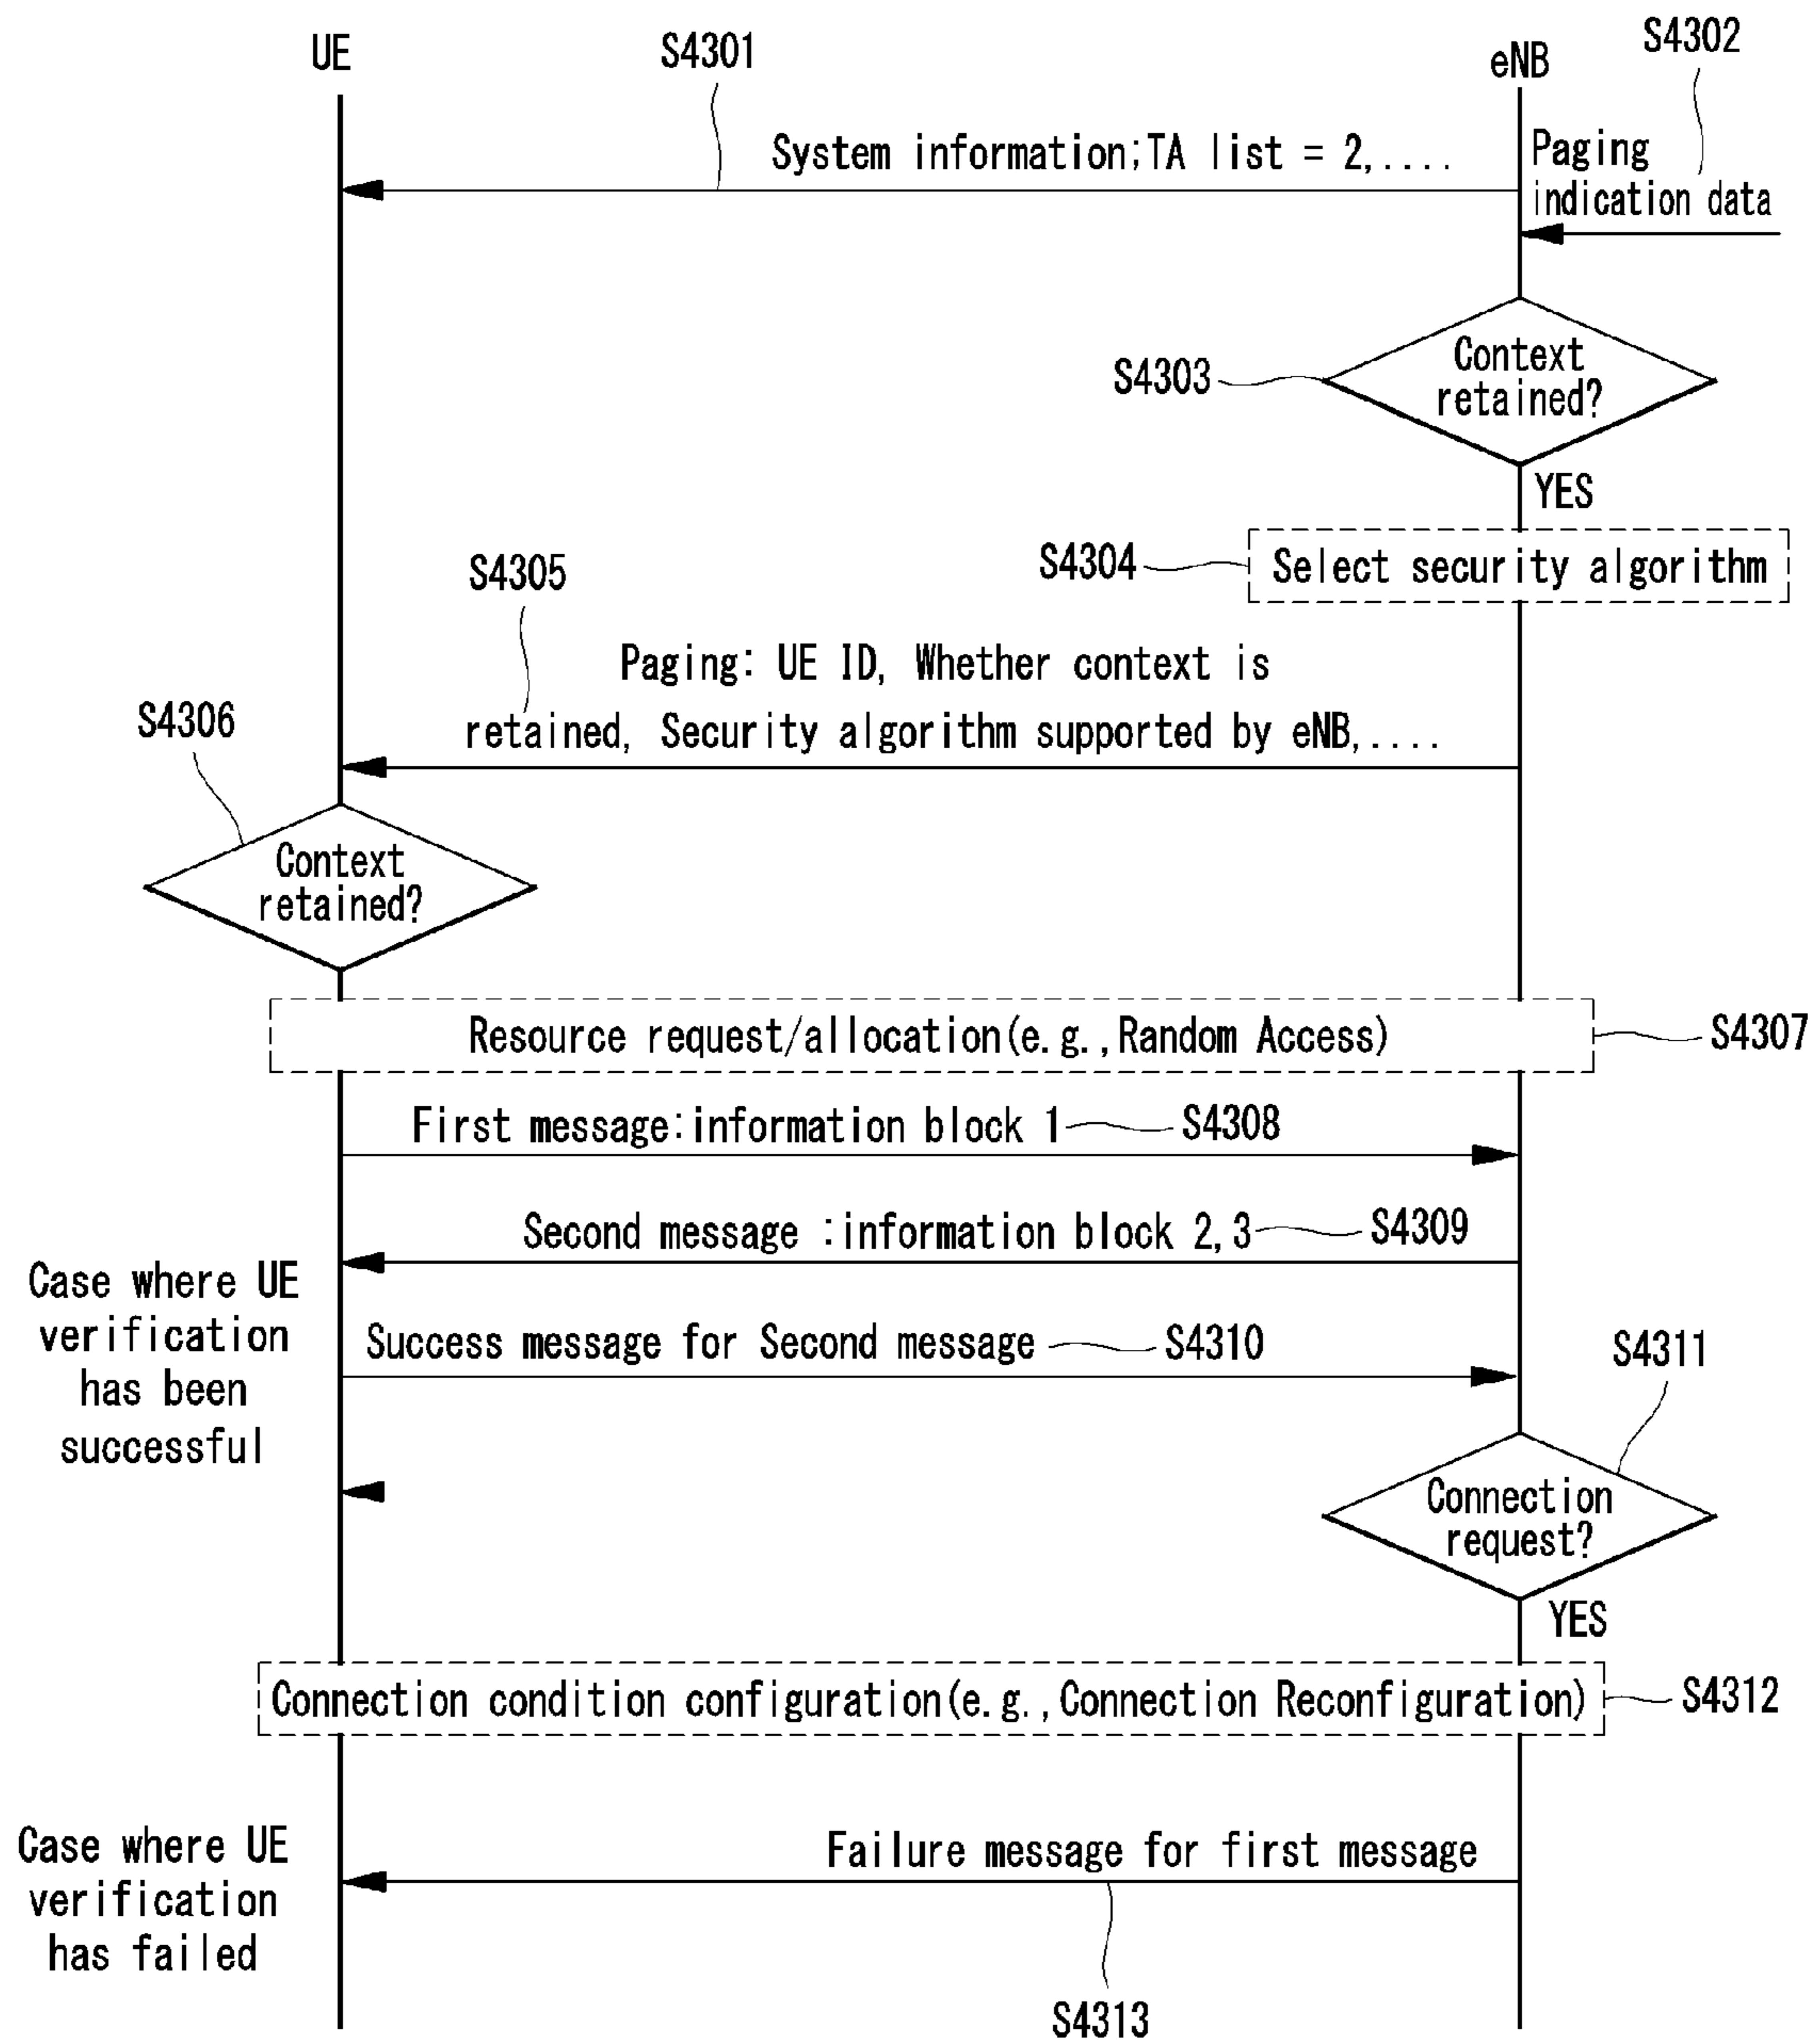 UE
S4301
eNB
S4302
System information;TA list = 2,....
Paging
indication data
S4303
Context
retained?
YES
S4304
Select security algorithm
S4305
Paging: UE ID, Whether context is
retained, Security algorithm supported by eNB,....
S4306
Context
retained?
Resource request/allocation(e.g.,Random Access)
S4307
First message:information block 1
S4308
Second message :information block 2,3
S4309
Case where UE
verification
has been
successful
Success message for Second message
S4310
S4311
Connection
request?
YES
Connection condition configuration(e.g.,Connection Reconfiguration)
S4312
Case where UE
verification
has failed
Failure message for first message
S4313